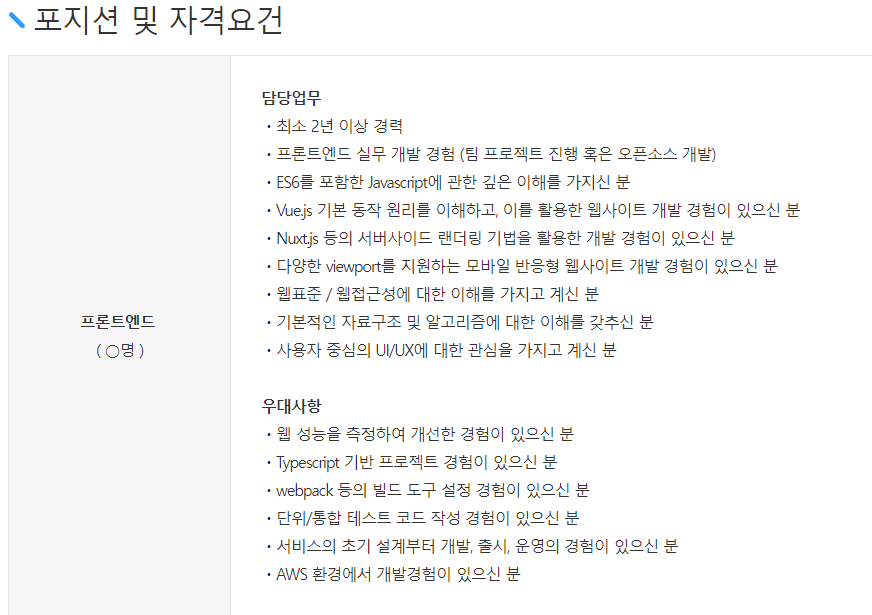 포지션 및 자격요건
프론트엔드
( ○명 )
담당업무
• 최소 2년 이상 경력
• 프론트엔드 실무 개발 경험 (팀 프로젝트 진행 혹은 오픈소스 개발)
• ES6를 포함한 Javascript에 관한 깊은 이해를 가지신 분
• Vue.js 기본 동작 원리를 이해하고, 이를 활용한 웹사이트 개발 경험이 있으신 분
• Nuxt.js 등의 서버사이드 랜더링 기법을 활용한 개발 경험이 있으신 분
• 다양한 viewport를 지원하는 모바일 반응형 웹사이트 개발 경험이 있으신 분
• 웹표준 / 웹접근성에 대한 이해를 가지고 계신 분
• 기본적인 자료구조 및 알고리즘에 대한 이해를 갖추신 분
• 사용자 중심의 UI/UX에 대한 관심을 가지고 계신 분
우대사항
• 웹 성능을 측정하여 개선한 경험이 있으신 분
• Typescript 기반 프로젝트 경험이 있으신 분
• webpack 등의 빌드 도구 설정 경험이 있으신 분
• 단위/통합 테스트 코드 작성 경험이 있으신 분
• 서비스의 초기 설계부터 개발, 출시, 운영의 경험이 있으신 분
• AWS 환경에서 개발경험이 있으신 분